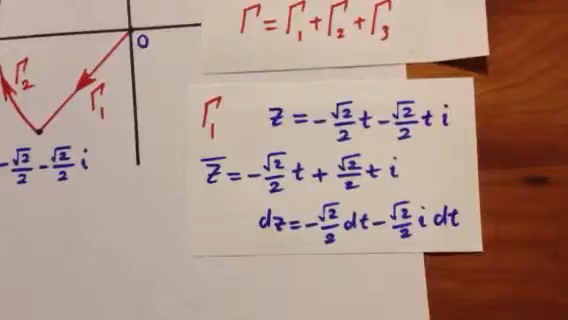 Γ = Γ₁ + Γ₂ + Γ₃
0
Γ₂
Γ₁
-√2/2 - √2/2 i
Γ₁ z = -√2/2 t - √2/2 t i
z̅ = -√2/2 t + √2/2 t i
dz = -√2/2 dt - √2/2 i dt